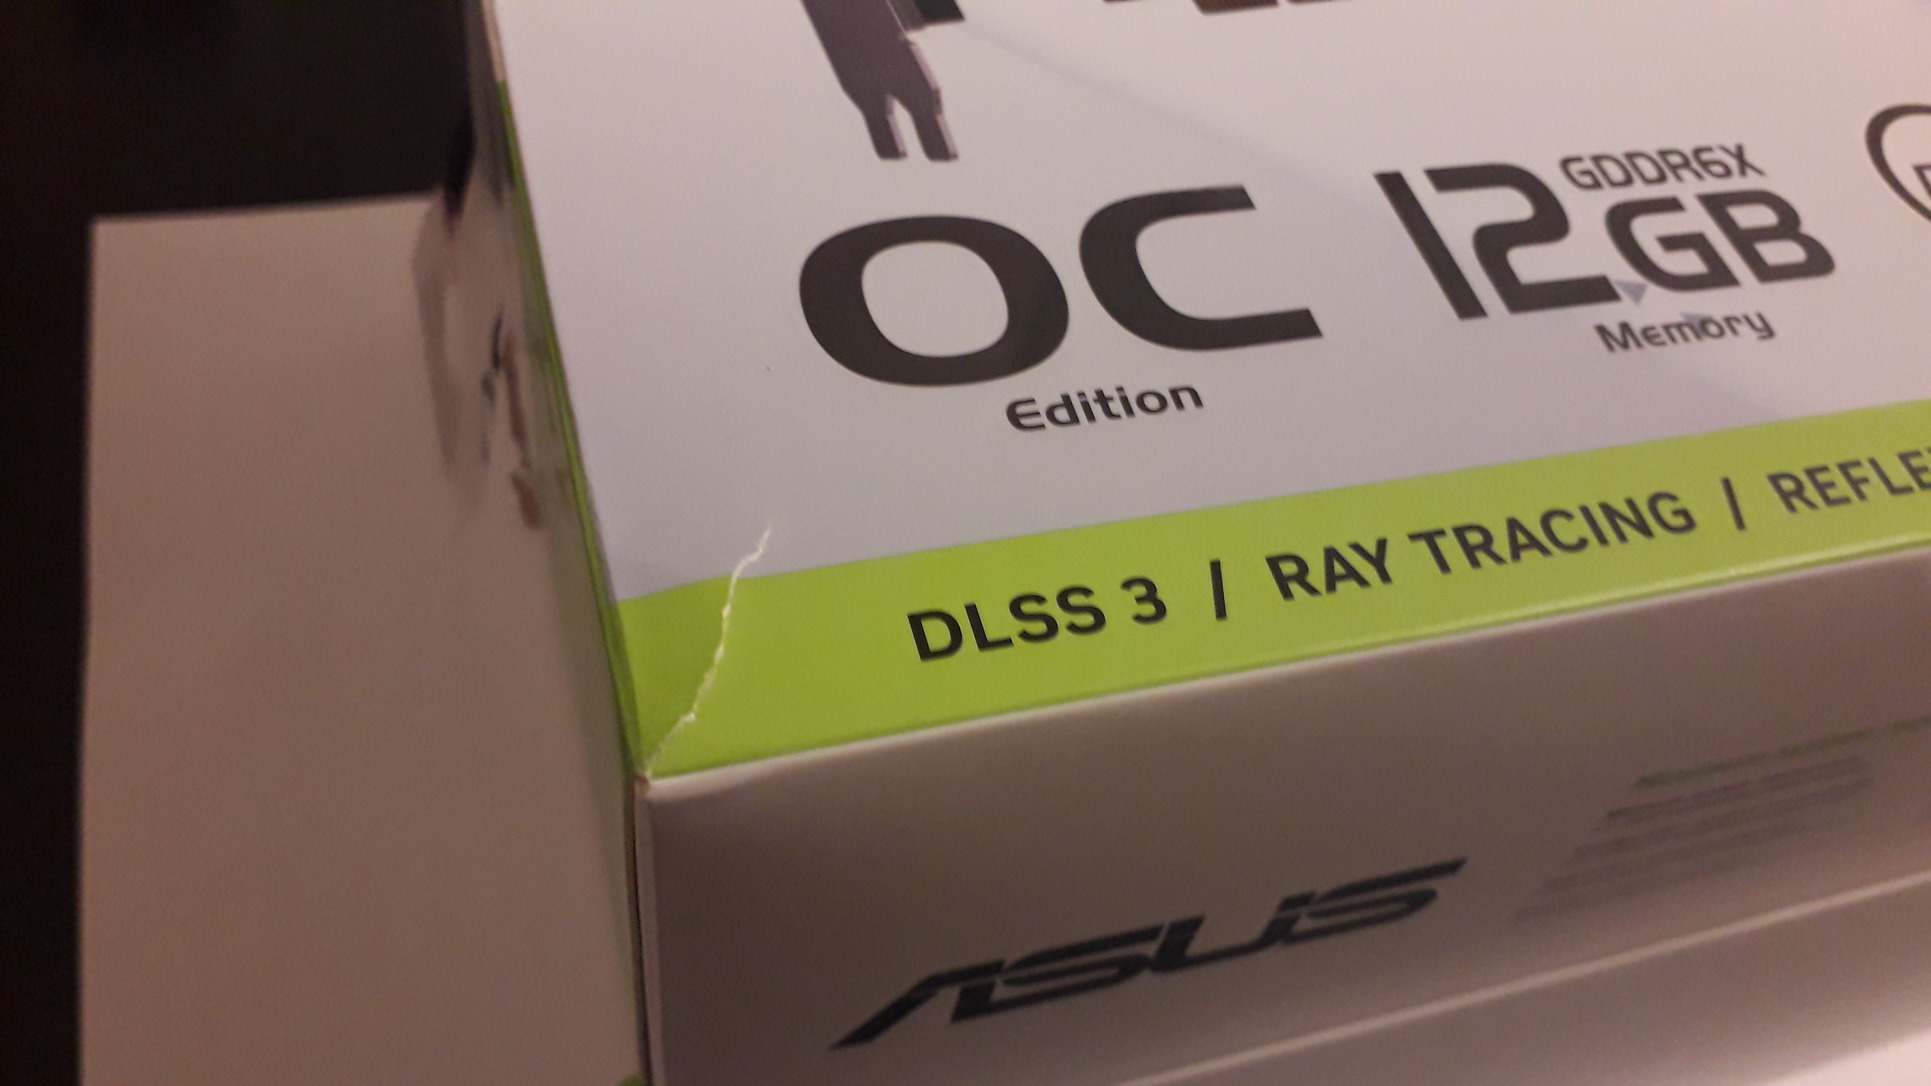 GDDR6X
OC 12GB
Edition
Memory
DLSS 3 / RAY TRACING /
ASUS